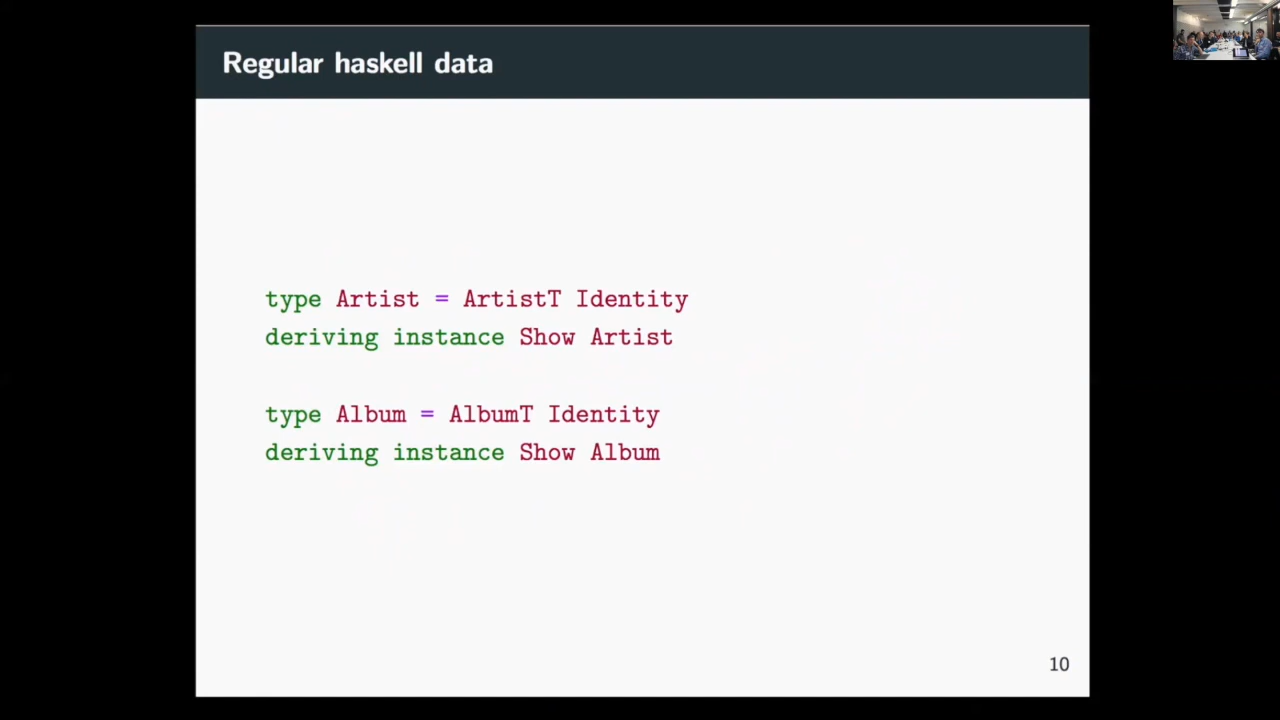 Regular haskell data
type Artist = ArtistT Identity
deriving instance Show Artist
type Album = AlbumT Identity
deriving instance Show Album
10